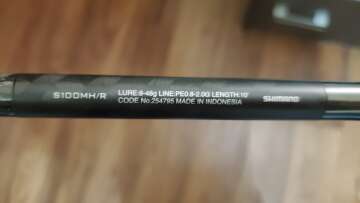 S100MH/R
LURE:8-48g LINE:PE0.8-2.0G LENGTH:10'
CODE No.254795 MADE IN INDONESIA
SHIMANO